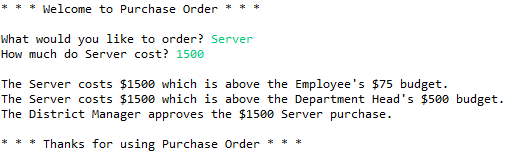 * * * Welcome to Purchase Order * * *
What would you like to order? Server
How much do Server cost? 1500
The Server costs $1500 which is above the Employee's $75 budget.
The Server costs $1500 which is above the Department Head's $500 budget.
The District Manager approves the $1500 Server purchase.
* * * Thanks for using Purchase Order * * *